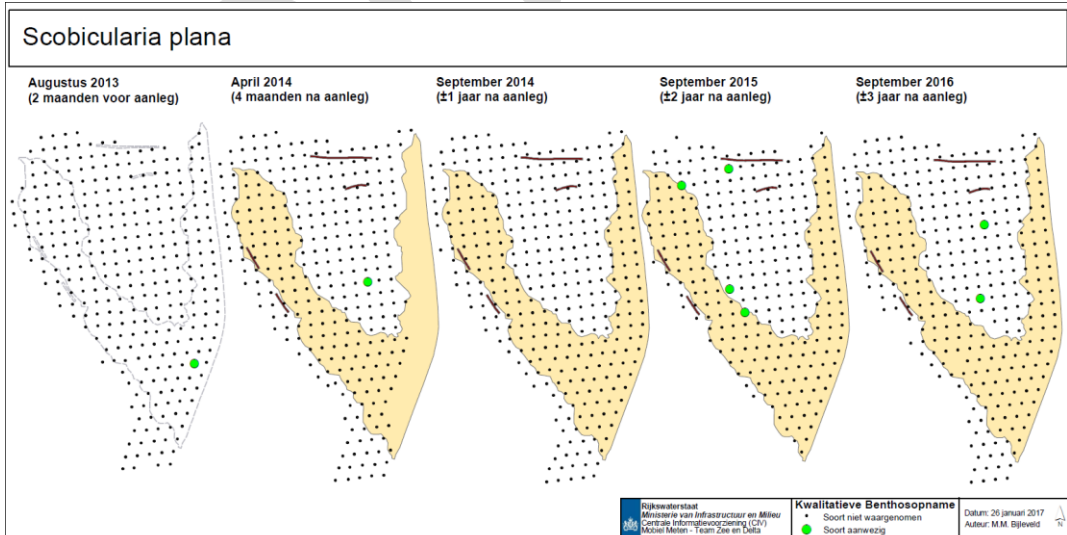 Scobicularia plana
Augustus 2013
(2 maanden voor aanleg)
April 2014
(4 maanden na aanleg)
September 2014
(±1 jaar na aanleg)
September 2015
(±2 jaar na aanleg)
September 2016
(±3 jaar na aanleg)
Rijkswaterstaat
Ministerie van Infrastructuur en Milieu
Centrale Informatievoorziening (CIV)
Mobiel Meten - Team Zee en Delta
Kwalitatieve Benthosopname
Soort niet waargenomen
Soort aanwezig
Datum: 26 januari 2017
Auteur: M.M. Bijleveld
N